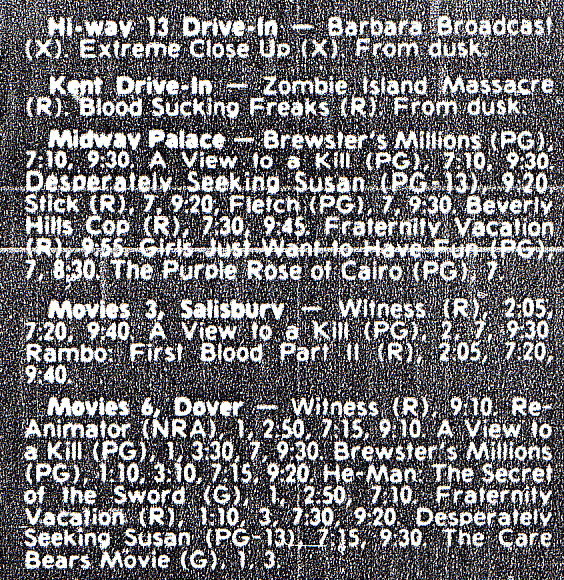 Hi-way 13 Drive-In — Barbara Broadcast
(X). Extreme Close Up (X). From dusk.
Kent Drive-In — Zombie Island Massacre
(R). Blood Sucking Freaks (R). From dusk.
Midway Palace — Brewster's Millions (PG),
7:10, 9:30. A View to a Kill (PG), 7:10, 9:30
Desperately Seeking Susan (PG-13), 9:20.
Stick (R), 7, 9:20. Fletch (PG), 7, 9:30. Beverly
Hills Cop (R), 7:30, 9:45. Fraternity Vacation
(R), 9:55. Girls Just Want to Have Fun (PG),
7, 8:30. The Purple Rose of Cairo (PG), 7.
Movies 3, Salisbury — Witness (R), 2:05,
7:20, 9:40. A View to a Kill (PG), 2, 7, 9:30
Rambo: First Blood Part II (R), 2:05, 7:20,
9:40.
Movies 6, Dover — Witness (R), 9:10. Re-
Animator (NRA), 1, 2:50, 7:15, 9:10. A View to
a Kill (PG), 1, 3:30, 7, 9:30. Brewster's Millions
(PG), 1:10, 3:10, 7:15, 9:20. He-Man: The Secret
of the Sword (G), 1, 2:50, 7:10. Fraternity
Vacation (R), 1:10, 3, 7:30, 9:20. Desperately
Seeking Susan (PG-13), 7:15, 9:30. The Care
Bears Movie (G), 1, 3.